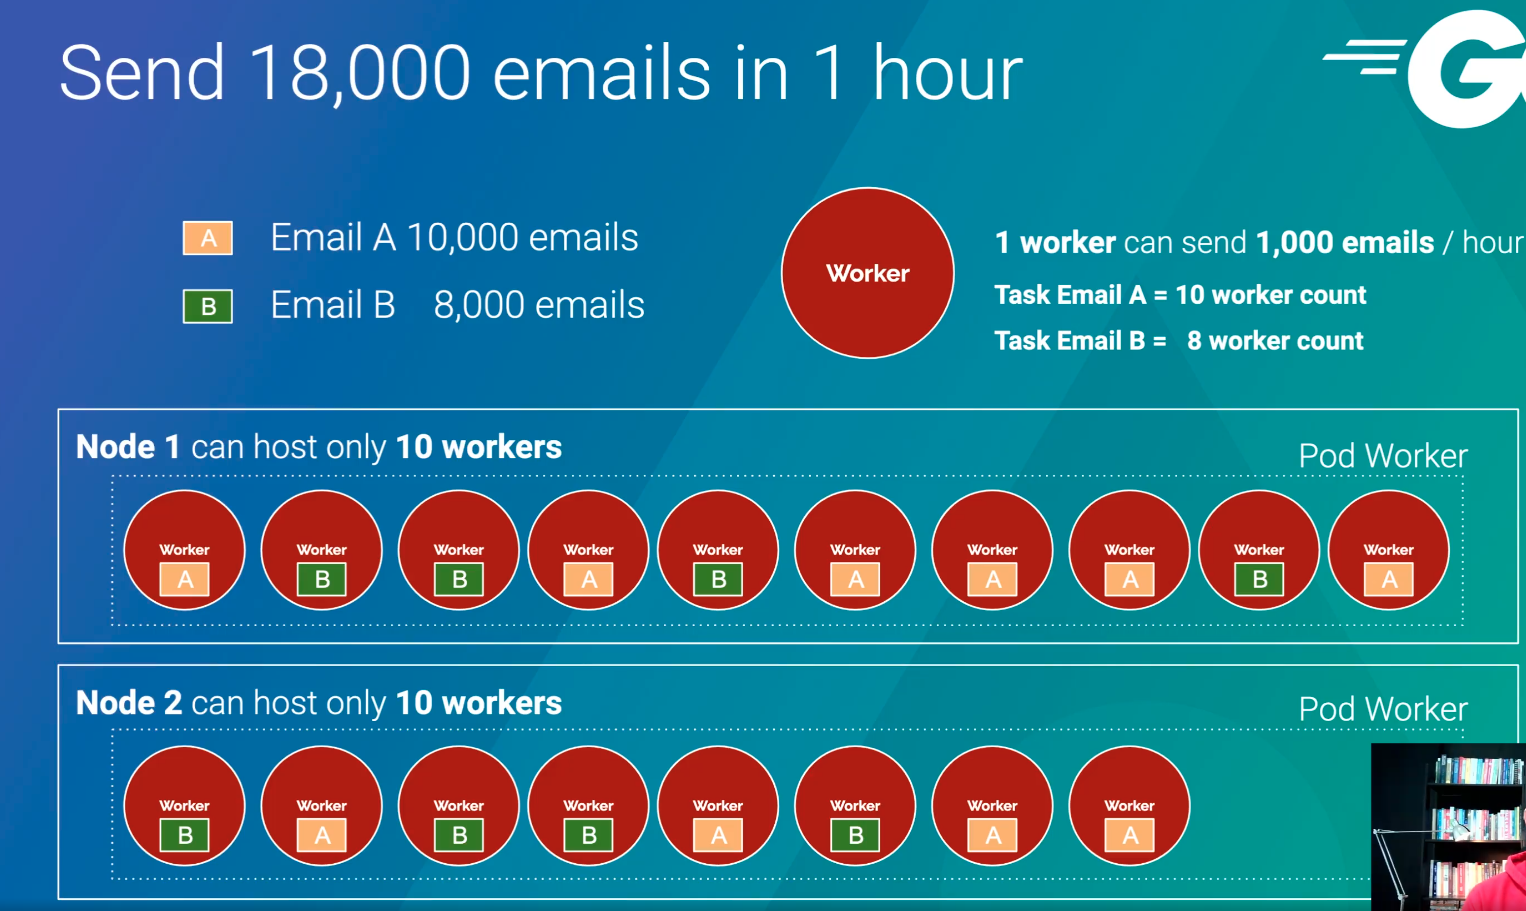 Send 18,000 emails in 1 hour
G
A Email A 10,000 emails
B Email B 8,000 emails
Worker
1 worker can send 1,000 emails / hour
Task Email A = 10 worker count
Task Email B = 8 worker count
Node 1 can host only 10 workers
Pod Worker
Worker Worker Worker Worker Worker Worker Worker Worker Worker Worker
A B B A B A A A B A
Node 2 can host only 10 workers
Pod Worker
Worker Worker Worker Worker Worker Worker Worker Worker
B A B B A B A A